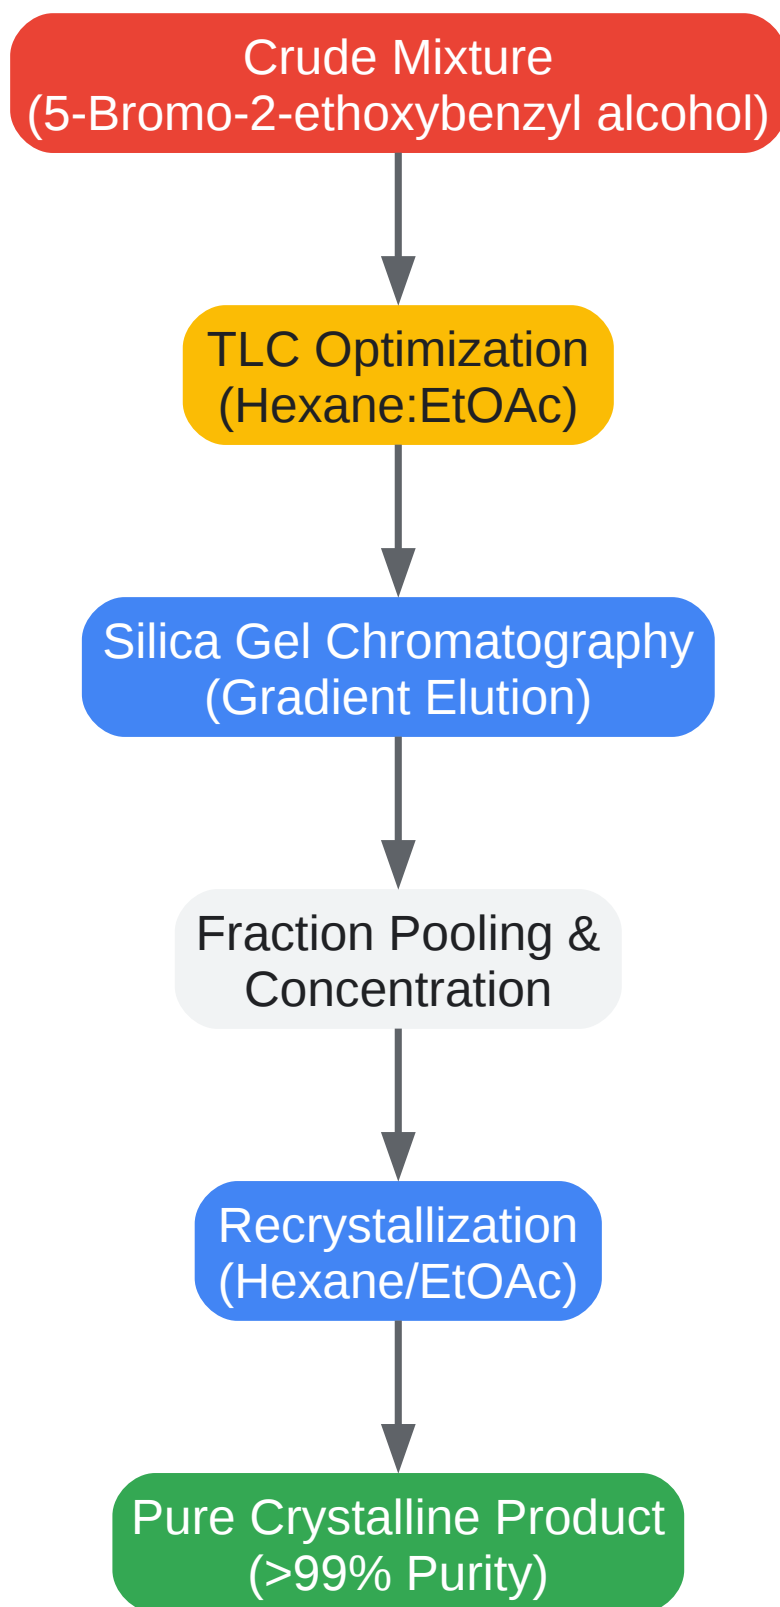 Crude Mixture
(5-Bromo-2-ethoxybenzyl alcohol)
TLC Optimization
(Hexane:EtOAc)
Silica Gel Chromatography
(Gradient Elution)
Fraction Pooling &
Concentration
Recrystallization
(Hexane/EtOAc)
Pure Crystalline Product
(>99% Purity)